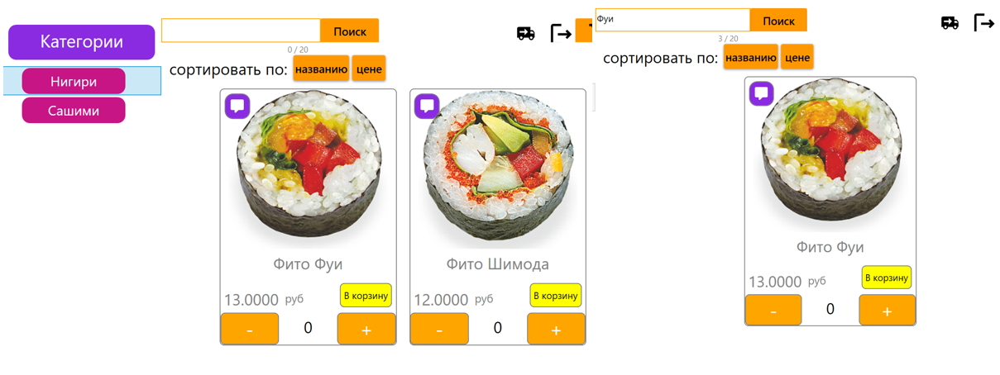 Категории
Нигири
Сашими
Поиск
0 / 20
сортировать по: названию цене
Фито Фуи
13.0000 руб
В корзину
- 0 +
Фито Шимода
12.0000 руб
В корзину
- 0 +
Фуи
Поиск
3 / 20
сортировать по: названию цене
Фито Фуи
13.0000 руб
В корзину
- 0 +